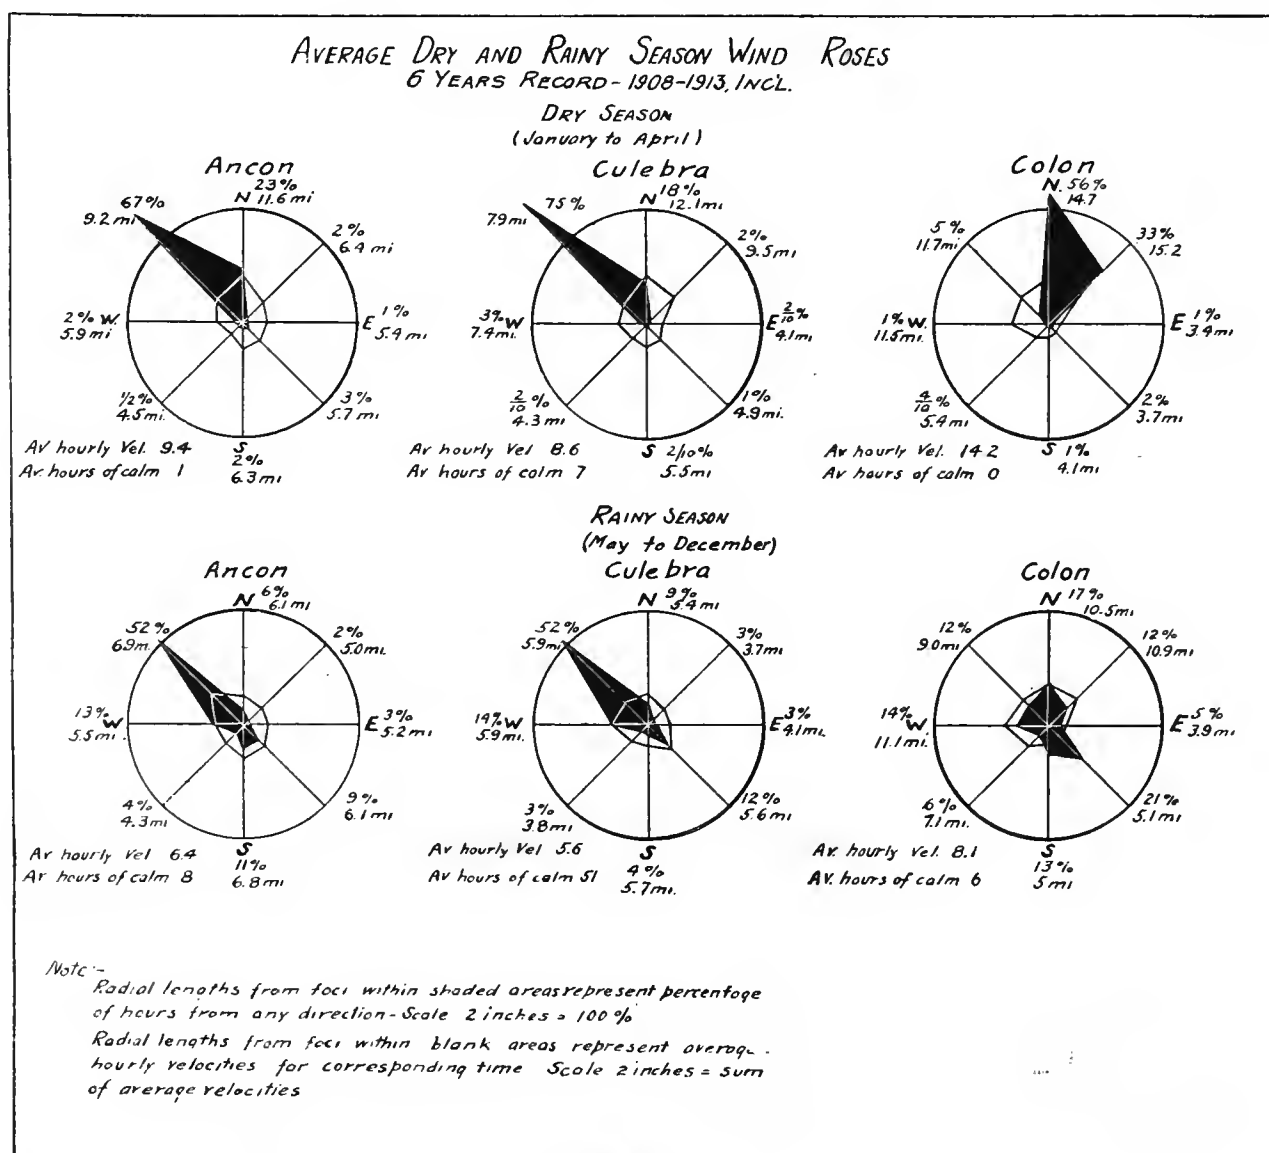 AVERAGE DRY AND RAINY SEASON WIND ROSES
6 YEARS RECORD - 1908-1913, INCL.
DRY SEASON
(January to April)
Ancon
N 23%
11.6 mi
67%
9.2 mi
2%
6.4 mi
2% W.
5.9 mi
E 1%
5.4 mi
1/2%
4.5 mi.
3%
5.7 mi
S
2%
6.3 mi
Av hourly Vel. 9.4
Av. hours of calm 1
Culebra
N 18%
12.1 mi
75%
7.9 mi
2%
9.5 mi
3% W
7.4 mi.
E 2/10%
4.1 mi
2/10%
4.3 mi
1%
4.9 mi.
S 2/10%
5.5 mi
Av hourly Vel 8.6
Av hours of calm 7
Colon
N. 56%
14.7
5%
11.7 mi
33%
15.2
1% W.
11.5 mi.
E 1%
3.4 mi
4/10%
5.4 mi
2%
3.7 mi
S 1%
4.1 mi
Av hourly Vel. 14.2
Av hours of calm 0
RAINY SEASON
(May to December)
Ancon
N 6%
6.1 mi
52%
6.9 m.
2%
5.0 mi.
13% W
5.5 mi.
E 3%
5.2 mi
4%
4.3 mi
9%
6.1 mi
S
11%
6.8 mi
Av hourly Vel 6.4
Av hours of calm 8
Culebra
N 9%
5.4 mi
52%
5.9 mi
3%
3.7 mi
14% W
5.9 mi.
E 3%
4.1 mi.
3%
3.8 mi
12%
5.6 mi
S
4%
5.7 mi.
Av hourly Vel 5.6
Av hours of calm 51
Colon
N 17%
10.5 mi
12%
9.0 mi
12%
10.9 mi
14% W.
11.1 mi.
E 5%
3.9 mi
6%
7.1 mi.
21%
5.1 mi
S
13%
5 mi
Av. hourly Vel. 8.1
Av. hours of calm 6
Note:-
Radial lengths from foci within shaded areas represent percentage
of hours from any direction - Scale 2 inches = 100%
Radial lengths from foci within blank areas represent average
hourly velocities for corresponding time Scale 2 inches = sum
of average velocities